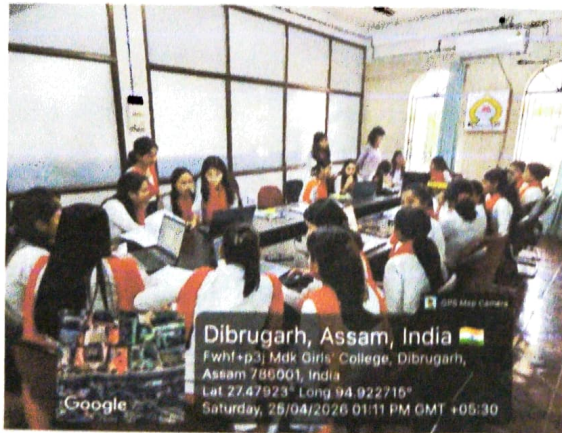 GPS Map Camera
Dibrugarh, Assam, India
Fwhf+p3j Mdk Girls' College, Dibrugarh,
Assam 786001, India
Lat 27.47923° Long 94.922715°
Saturday, 25/04/2026 01:11 PM GMT +05:30
Google